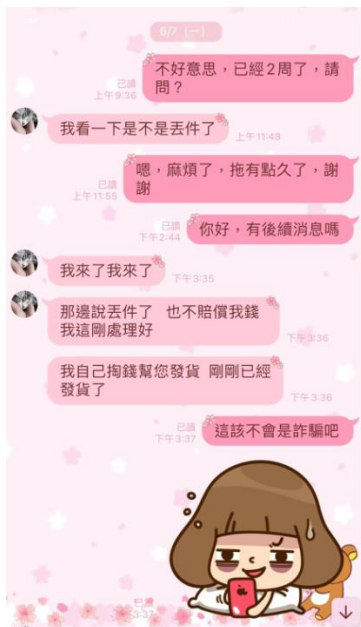 6/7（一）
不好意思，已經2周了，請
問？
已讀
上午9:36
我看一下是不是丟件了
上午11:48
嗯，麻煩了，拖有點久了，謝
謝
已讀
上午11:55
你好，有後續消息嗎
已讀
下午2:44
我來了我來了
下午3:35
那邊說丟件了 也不賠償我錢
我這剛處理好
下午3:36
我自己掏錢幫您發貨 剛剛已經
發貨了
下午3:36
這該不會是詐騙吧
已讀
下午3:37
已讀
3:37